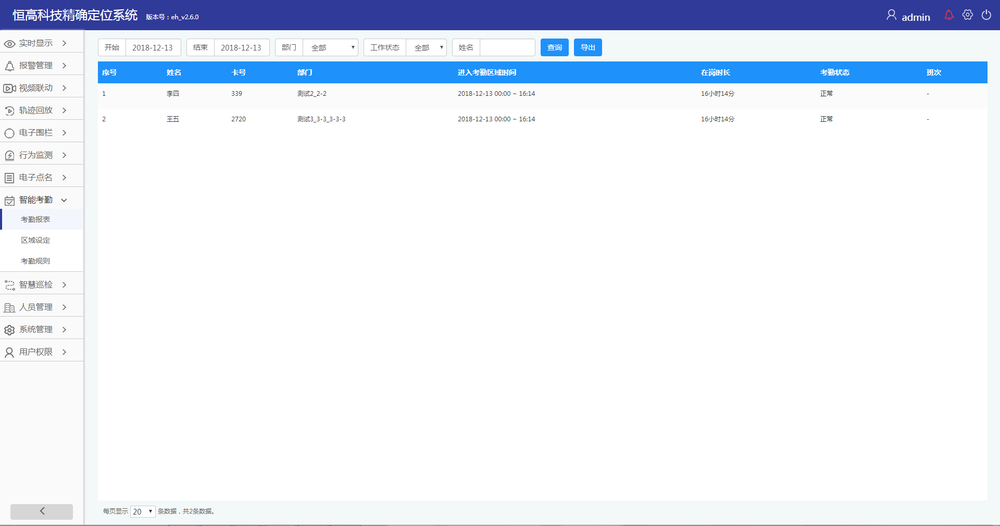 恒高科技精确定位系统 版本号：eh_v2.6.0 admin
实时显示
报警管理
视频联动
轨迹回放
电子围栏
行为监测
电子点名
智能考勤
考勤报表
区域设定
考勤规则
智慧巡检
人员管理
系统管理
用户权限
开始 2018-12-13 结束 2018-12-13 部门 全部 工作状态 全部 姓名 查询 导出
序号 姓名 卡号 部门 进入考勤区域时间 在岗时长 考勤状态 班次
1 李四 339 测试2_2-2 2018-12-13 00:00 ~ 16:14 16小时14分 正常 -
2 王五 2720 测试3_3-3_3-3-3 2018-12-13 00:00 ~ 16:14 16小时14分 正常 -
每页显示 20 条数据，共2条数据。